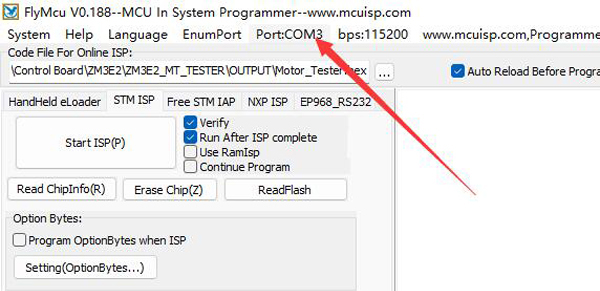 FlyMcu V0.188--MCU In System Programmer--www.mcuisp.com
System Help Language EnumPort Port:COM3 bps:115200 www.mcuisp.com,Programme
Code File For Online ISP:
\Control Board\ZM3E2\ZM3E2_MT_TESTER\OUTPUT\Motor_Tester.hex ... Auto Reload Before Progra
HandHeld eLoader STM ISP Free STM IAP NXP ISP EP968_RS232
Start ISP(P)
Verify
Run After ISP complete
Use RamIsp
Continue Program
Read ChipInfo(R) Erase Chip(Z) ReadFlash
Option Bytes:
Program OptionBytes when ISP
Setting(OptionBytes...)